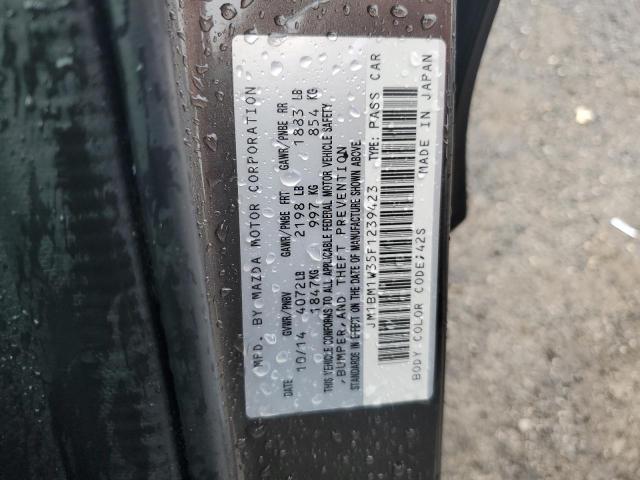 MFD. BY MAZDA MOTOR CORPORATION
DATE GVWR/PNBV GAWR/PNBE FRT GAWR/PNBE RR
10/14 4072LB 2198 LB 1883 LB
1847KG 997 KG 854 KG
THIS VEHICLE CONFORMS TO ALL APPLICABLE FEDERAL MOTOR VEHICLE SAFETY
,BUMPER,AND THEFT PREVENTION
STANDARDS IN EFFECT ON THE DATE OF MANUFACTURE SHOWN ABOVE.
JM1BM1W35F1239423 TYPE: PASS CAR
BODY COLOR CODE:42S MADE IN JAPAN